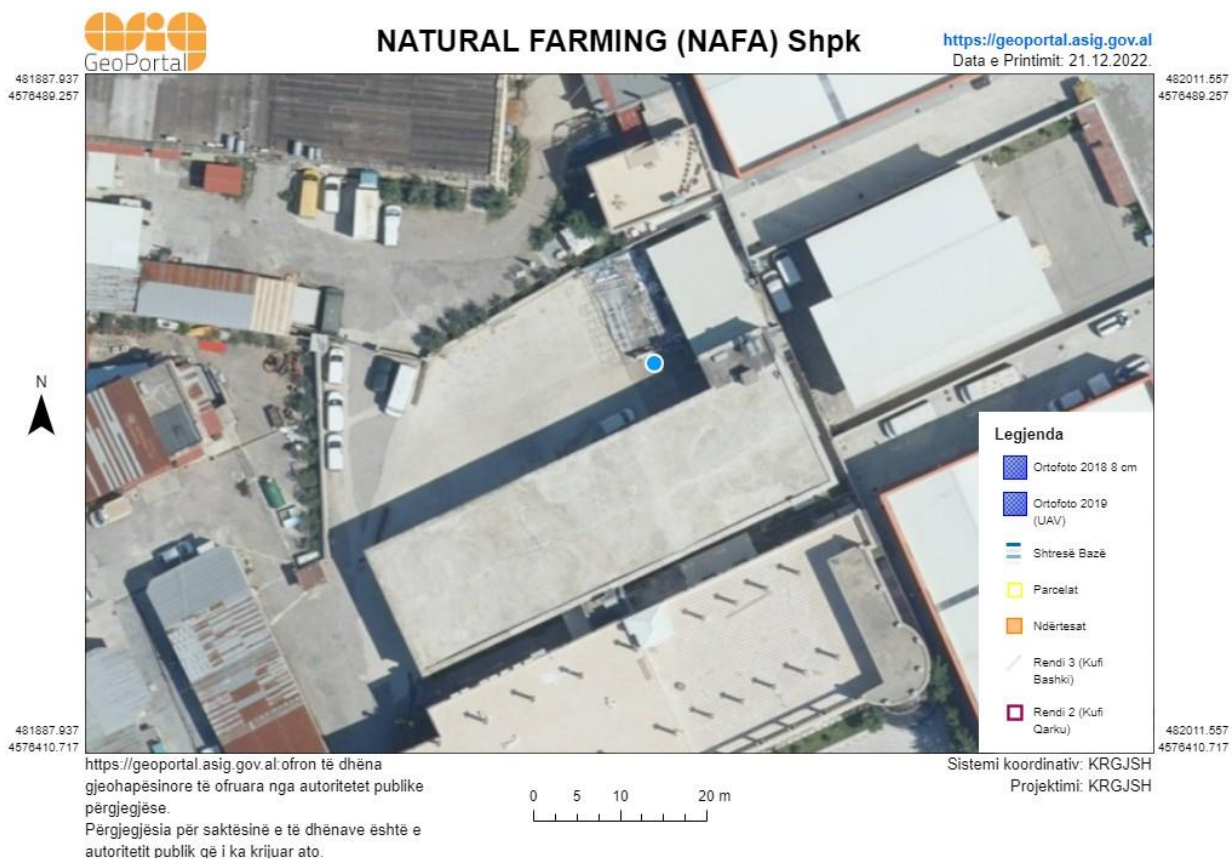 asig
GeoPortal
NATURAL FARMING (NAFA) Shpk
https://geoportal.asig.gov.al
Data e Printimit: 21.12.2022.
481887.937
4576489.257
482011.557
4576489.257
N
Legjenda
Ortofoto 2018 8 cm
Ortofoto 2019
(UAV)
Shtresë Bazë
Parcelat
Ndërtesat
Rendi 3 (Kufi
Bashki)
Rendi 2 (Kufi
Qarku)
481887.937
4576410.717
482011.557
4576410.717
https://geoportal.asig.gov.al:ofron të dhëna
gjeohapësinore të ofruara nga autoritetet publike
përgjegjëse.
Përgjegjësia për saktësinë e të dhënave është e
autoritetit publik që i ka krijuar ato.
0 5 10 20 m
Sistemi koordinativ: KRGJSH
Projektimi: KRGJSH